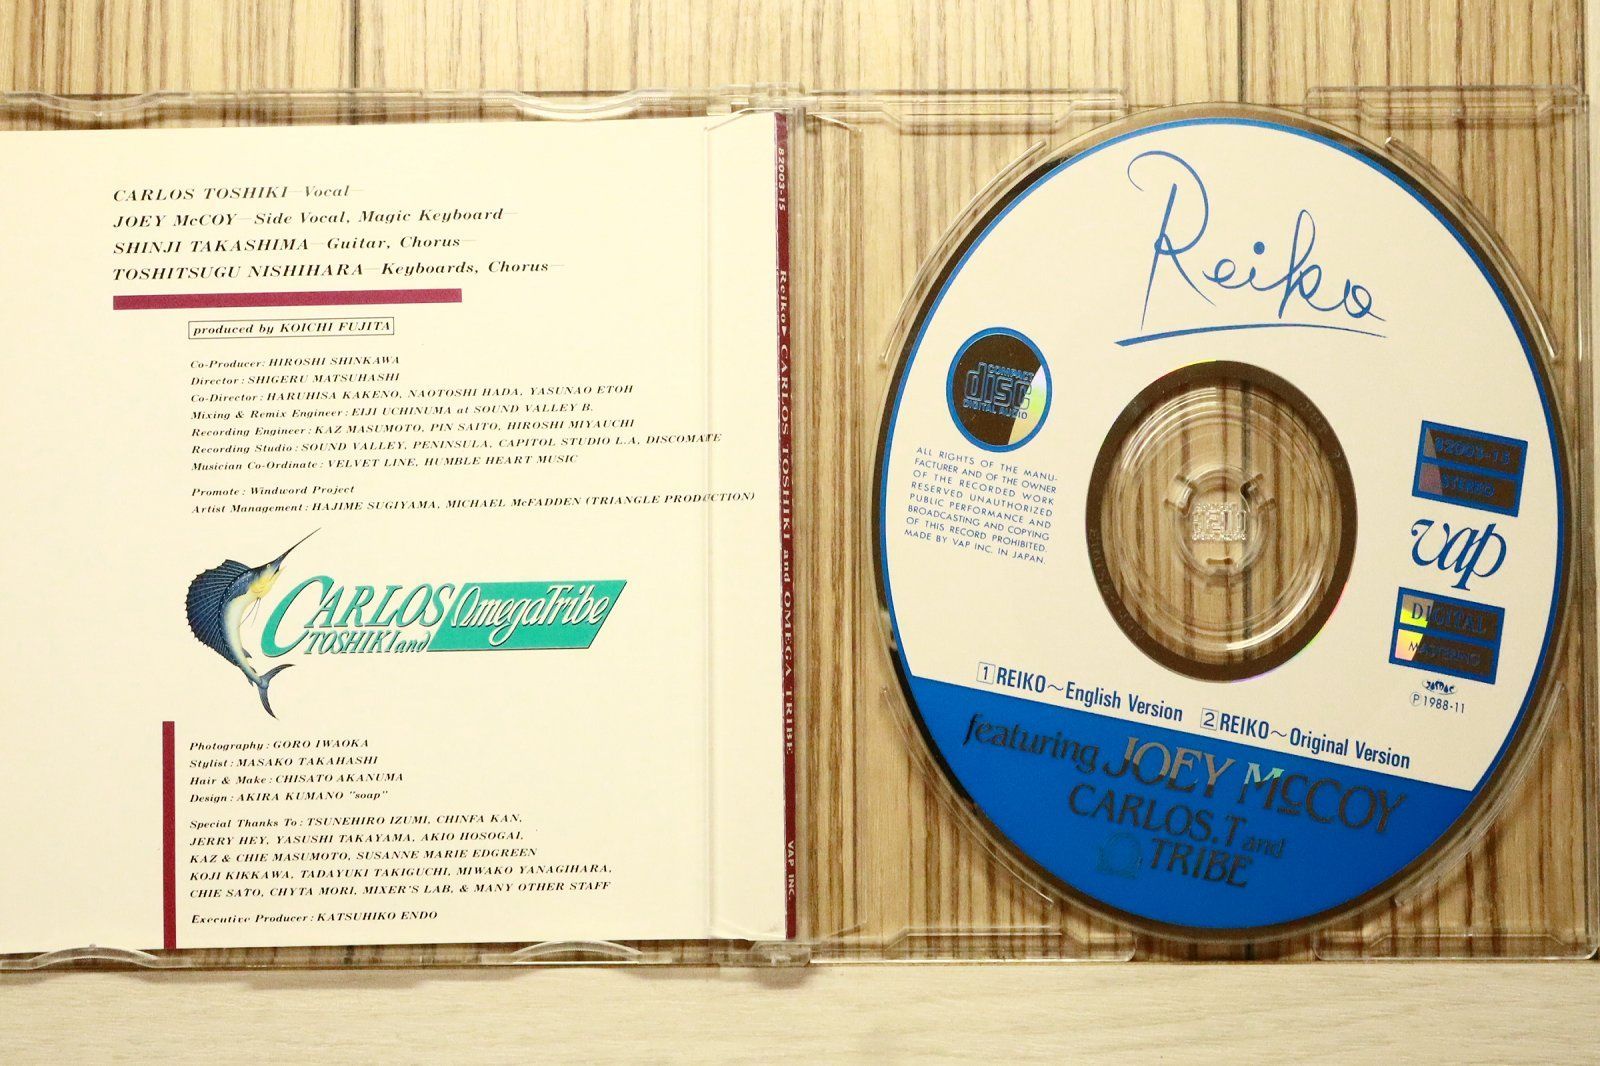 CARLOS TOSHIKI—Vocal—
JOEY McCOY—Side Vocal, Magic Keyboard—
SHINJI TAKASHIMA—Guitar, Chorus—
TOSHITSUGU NISHIHARA—Keyboards, Chorus—
produced by KOICHI FUJITA
Co-Producer: HIROSHI SHINKAWA
Director: SHIGERU MATSUHASHI
Co-Director: HARUHISA KAKENO, NAOTOSHI HADA, YASUNAO ETOH
Mixing & Remix Engineer: EIJI UCHINUMA at SOUND VALLEY B.
Recording Engineer: KAZ MASUMOTO, PIN SAITO, HIROSHI MIYAUCHI
Recording Studio: SOUND VALLEY, PENINSULA, CAPITOL STUDIO L.A, DISCOMATE
Musician Co-Ordinate: VELVET LINE, HUMBLE HEART MUSIC
Promote: Windword Project
Artist Management: HAJIME SUGIYAMA, MICHAEL McFADDEN (TRIANGLE PRODUCTION)
CARLOS
TOSHIKI and OmegaTribe
Photography: GORO IWAOKA
Stylist: MASAKO TAKAHASHI
Hair & Make: CHISATO AKANUMA
Design: AKIRA KUMANO "soap"
Special Thanks To: TSUNEHIRO IZUMI, CHINFA KAN,
JERRY HEY, YASUSHI TAKAYAMA, AKIO HOSOGAI,
KAZ & CHIE MASUMOTO, SUSANNE MARIE EDGREEN
KOJI KIKKAWA, TADAYUKI TAKIGUCHI, MIWAKO YANAGIHARA,
CHIE SATO, CHYTA MORI, MIXER'S LAB, & MANY OTHER STAFF
Executive Producer: KATSUHIKO ENDO
82003-15 Reiko▶CARLOS TOSHIKI and OMEGA TRIBE VAP INC.
Reiko
COMPACT
disc
DIGITAL AUDIO
ALL RIGHTS OF THE MANU-
FACTURER AND OF THE OWNER
OF THE RECORDED WORK
RESERVED UNAUTHORIZED
PUBLIC PERFORMANCE AND
BROADCASTING AND COPYING
OF THIS RECORD PROHIBITED.
MADE BY VAP INC. IN JAPAN.
82003-15
STEREO
vap
DIGITAL
MASTERING
JASRAC
Ⓟ1988-11
1 REIKO～English Version 2 REIKO～Original Version
featuring JOEY McCOY
CARLOS.T and
Ω TRIBE